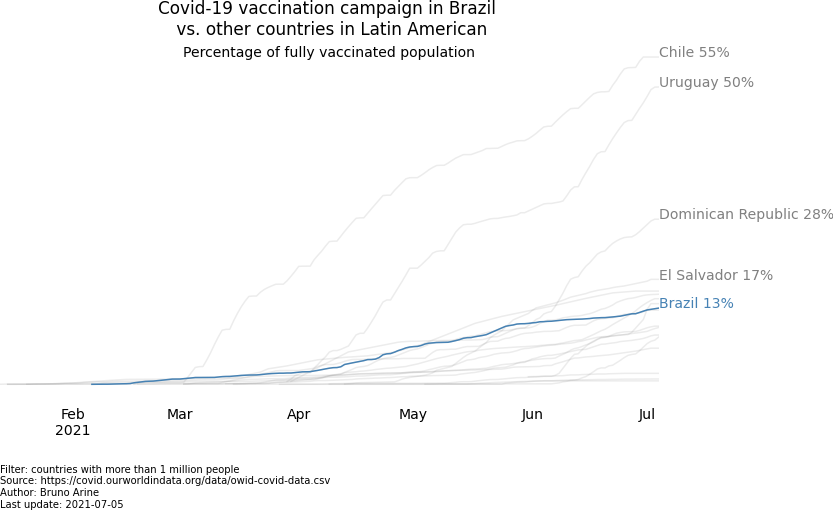 Covid-19 vaccination campaign in Brazil
vs. other countries in Latin American
Percentage of fully vaccinated population
Chile 55%
Uruguay 50%
Dominican Republic 28%
El Salvador 17%
Brazil 13%
Feb Mar Apr May Jun Jul
2021
Filter: countries with more than 1 million people
Source: https://covid.ourworldindata.org/data/owid-covid-data.csv
Author: Bruno Arine
Last update: 2021-07-05